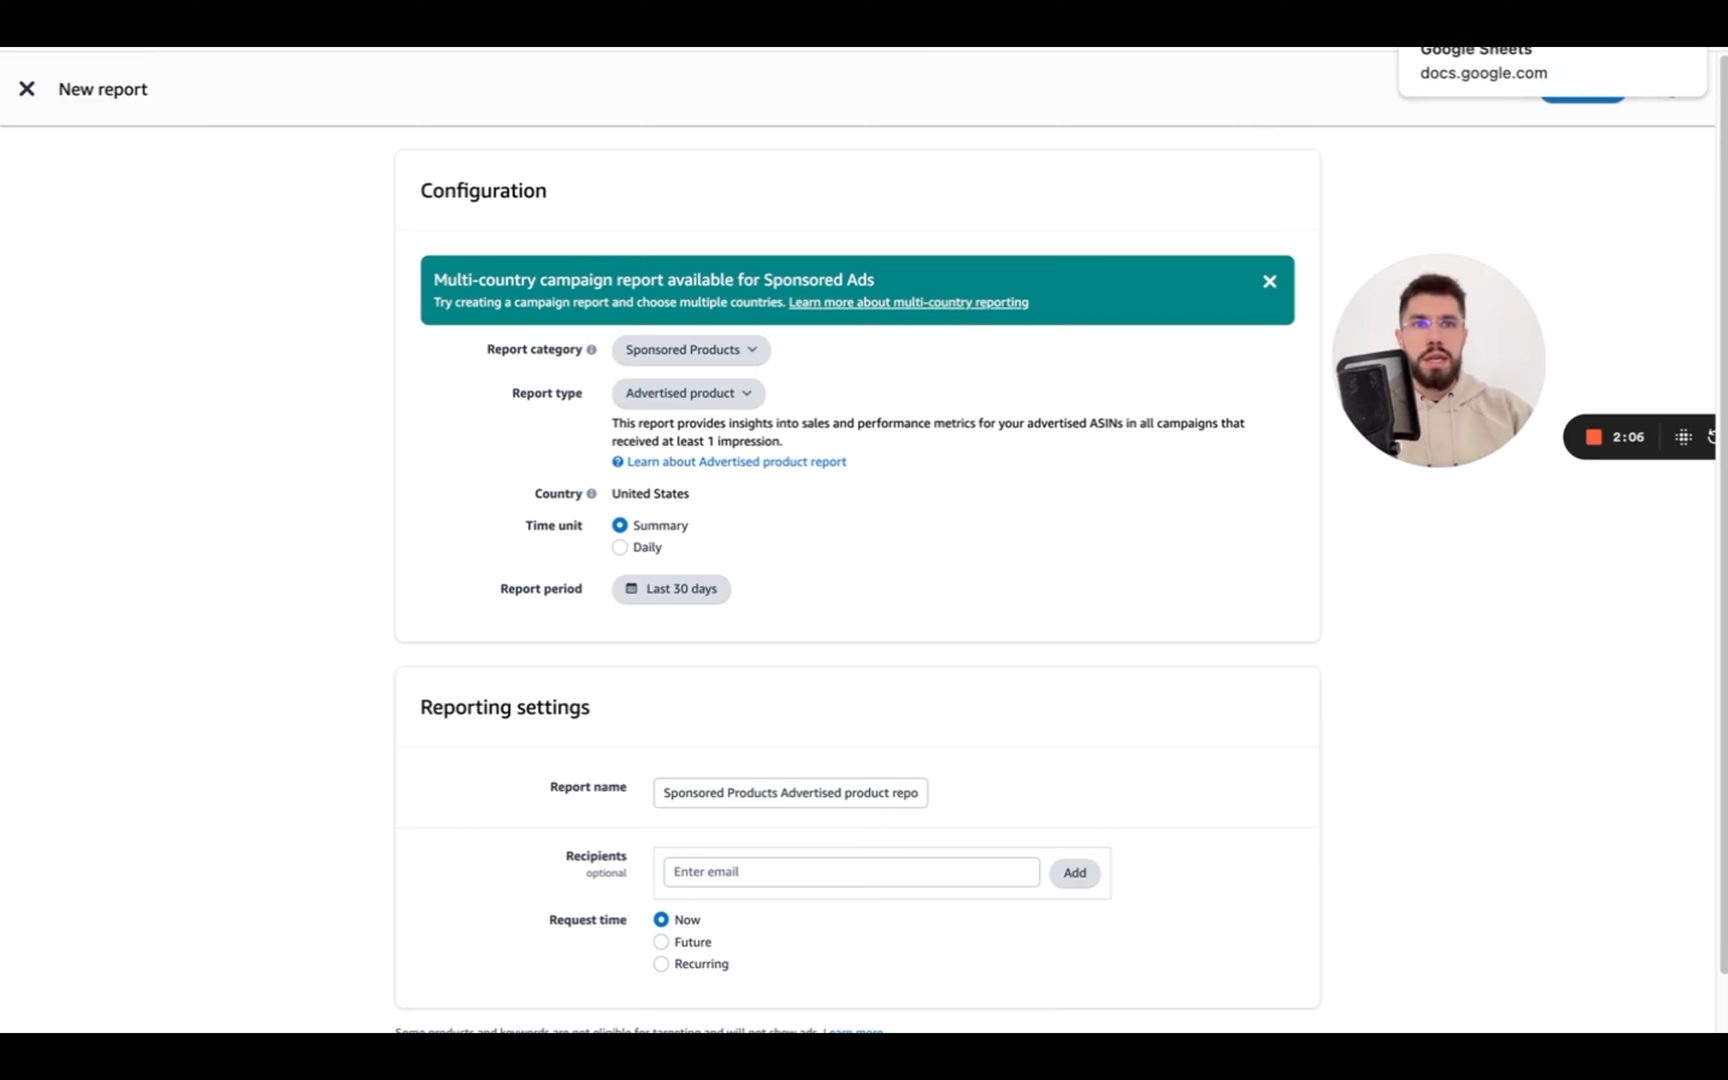 Google Sheets
docs.google.com
New report
Configuration
Multi-country campaign report available for Sponsored Ads
Try creating a campaign report and choose multiple countries. Learn more about multi-country reporting
Report category
Sponsored Products
Report type
Advertised product
This report provides insights into sales and performance metrics for your advertised ASINs in all campaigns that
received at least 1 impression.
Learn about Advertised product report
Country
United States
Time unit
Summary
Daily
Report period
Last 30 days
2:06
Reporting settings
Report name
Sponsored Products Advertised product repo
Recipients
optional
Enter email
Add
Request time
Now
Future
Recurring
Some products and keywords are not eligible for targeting and will not show ads. Learn more